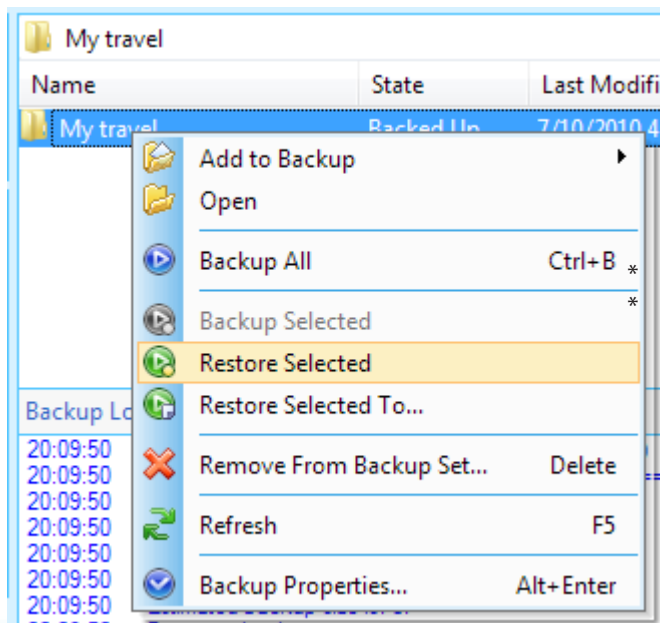 My travel
Name State Last Modifi
My travel Backed Up 7/10/2010 4
Add to Backup
Open
Backup All Ctrl+B *
Backup Selected *
Restore Selected
Restore Selected To...
Backup Lo
Remove From Backup Set... Delete
20:09:50
20:09:50
20:09:50
20:09:50
Refresh F5
20:09:50
20:09:50
Backup Properties... Alt+Enter
20:09:50